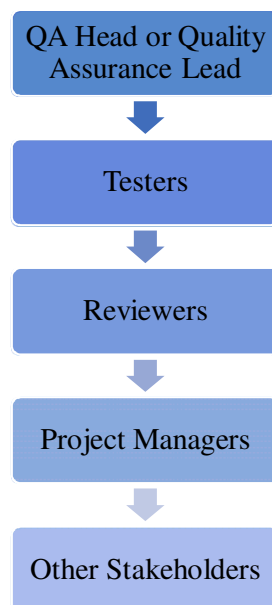 QA Head or Quality
Assurance Lead
Testers
Reviewers
Project Managers
Other Stakeholders